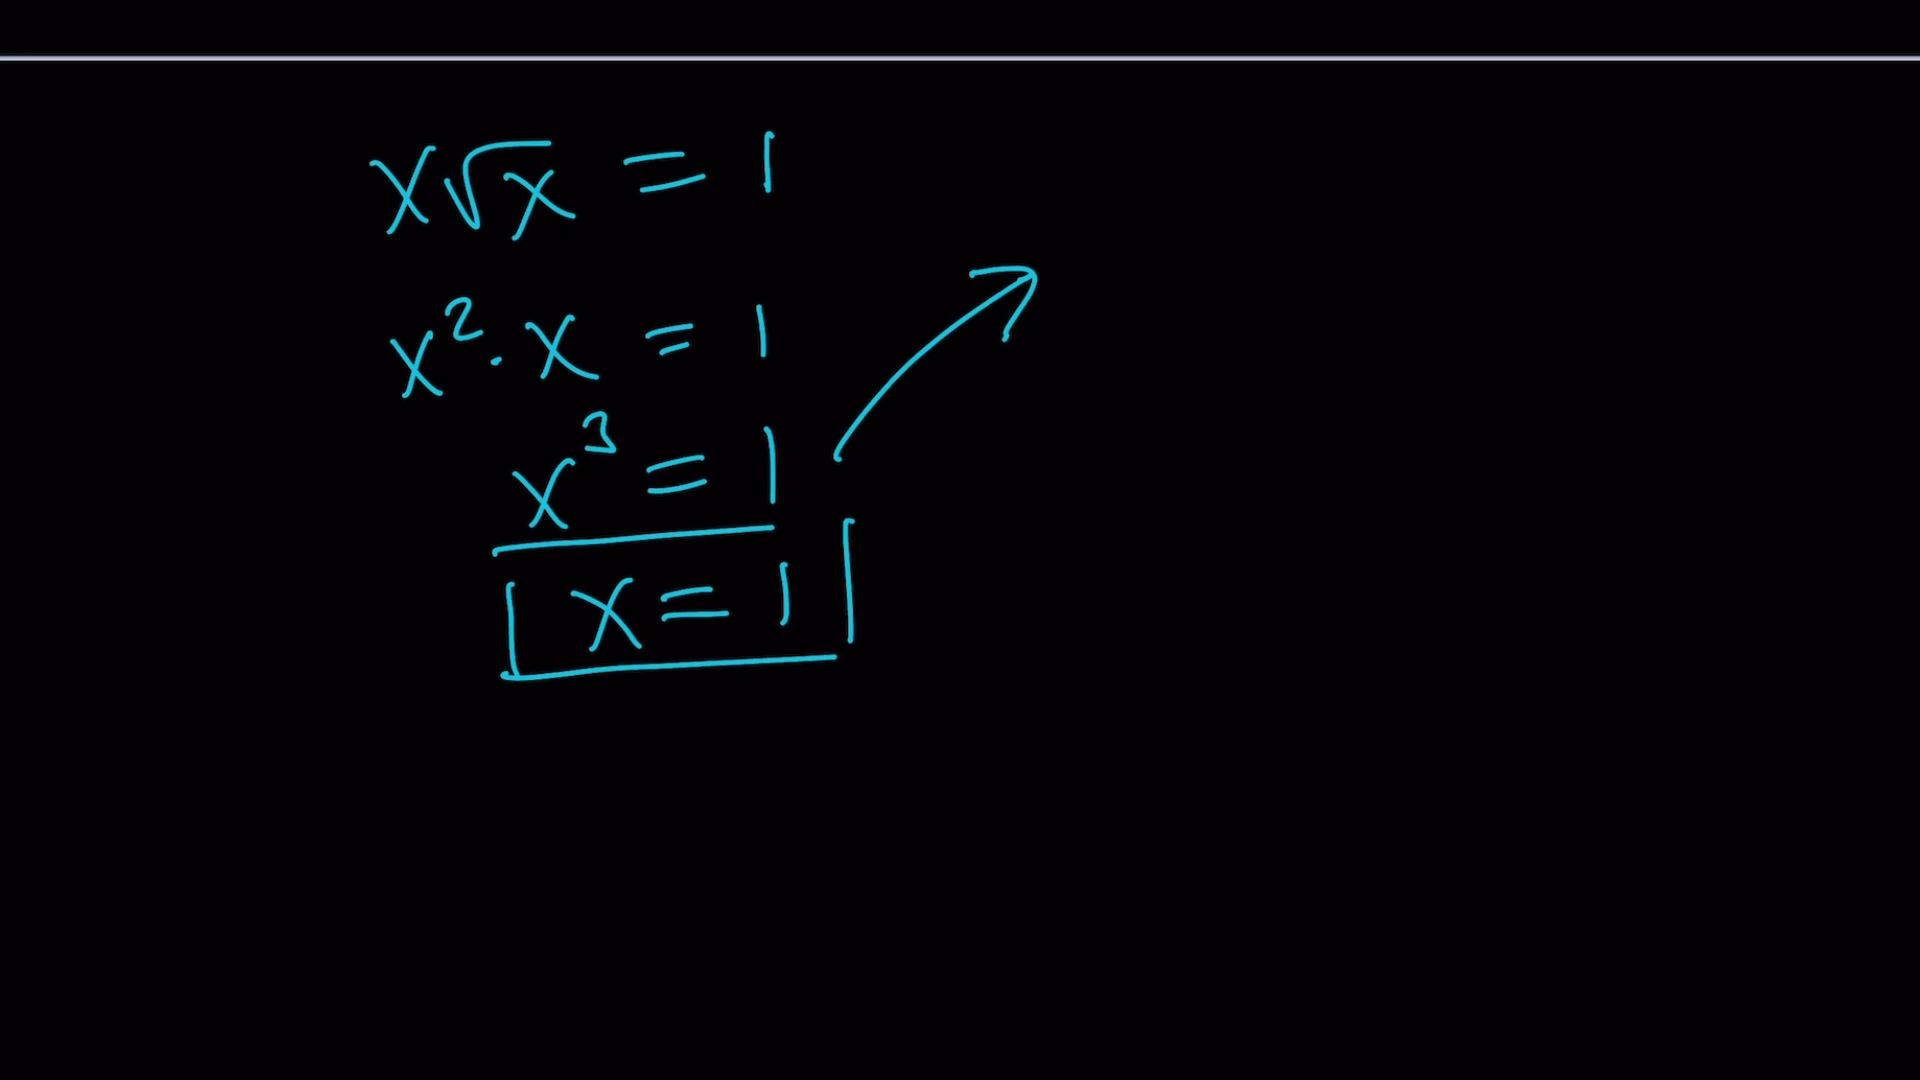 x√x = 1
x²·x = 1
x³ = 1
x = 1